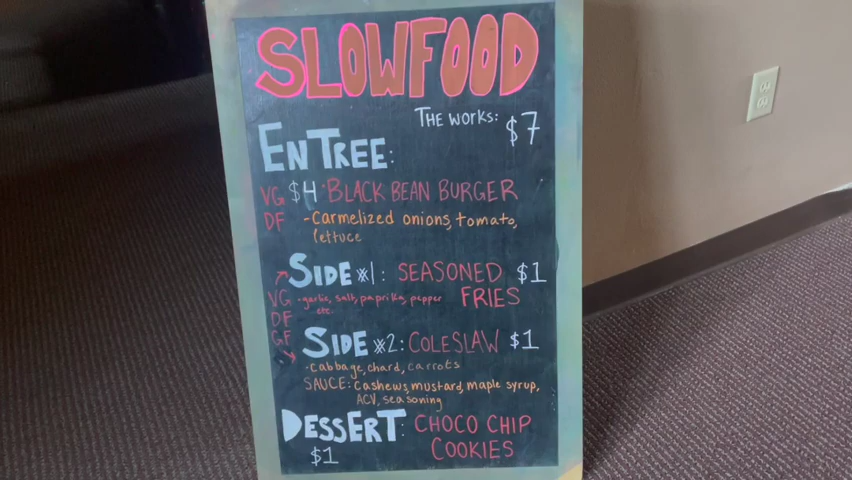 SLOWFOOD
THE WORKS: $7
ENTREE:
VG $4 BLACK BEAN BURGER
DF - Carmelized onions, tomato,
lettuce
SIDE #1: SEASONED $1
VG - garlic, salt, paprika, pepper FRIES
etc.
DF
GF SIDE #2: COLESLAW $1
- cabbage, chard, carrots
SAUCE: Cashews, mustard, maple syrup,
ACV, seasoning
DESSERT: CHOCO CHIP
$1 COOKIES